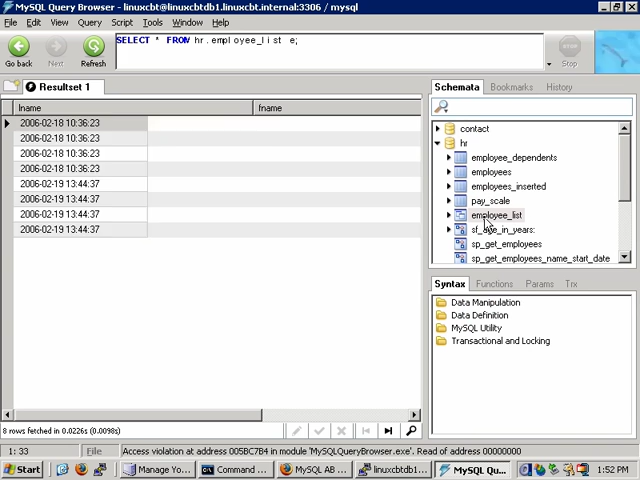 MySQL Query Browser - linuxcbt@linuxcbtdb1.linuxcbt.internal:3306 / mysql
File Edit View Query Script Tools Window Help
Go back Next Refresh
SELECT * FROM hr.employee_list e;
Stop
Resultset 1
lname fname
2006-02-18 10:36:23
2006-02-18 10:36:23
2006-02-18 10:36:23
2006-02-18 10:36:23
2006-02-19 13:44:37
2006-02-19 13:44:37
2006-02-19 13:44:37
2006-02-19 13:44:37
8 rows fetched in 0.0226s (0.0098s)
Schemata Bookmarks History
contact
hr
employee_dependents
employees
employees_inserted
pay_scale
employee_list
sf_age_in_years:
sp_get_employees
sp_get_employees_name_start_date
Syntax Functions Params Trx
Data Manipulation
Data Definition
MySQL Utility
Transactional and Locking
1: 33 File Access violation at address 005BC7B4 in module 'MySQLQueryBrowser.exe'. Read of address 00000000
Start Manage Yo... Command ... MySQL AB ... linuxcbtdb1... MySQL Qu... 1:52 PM